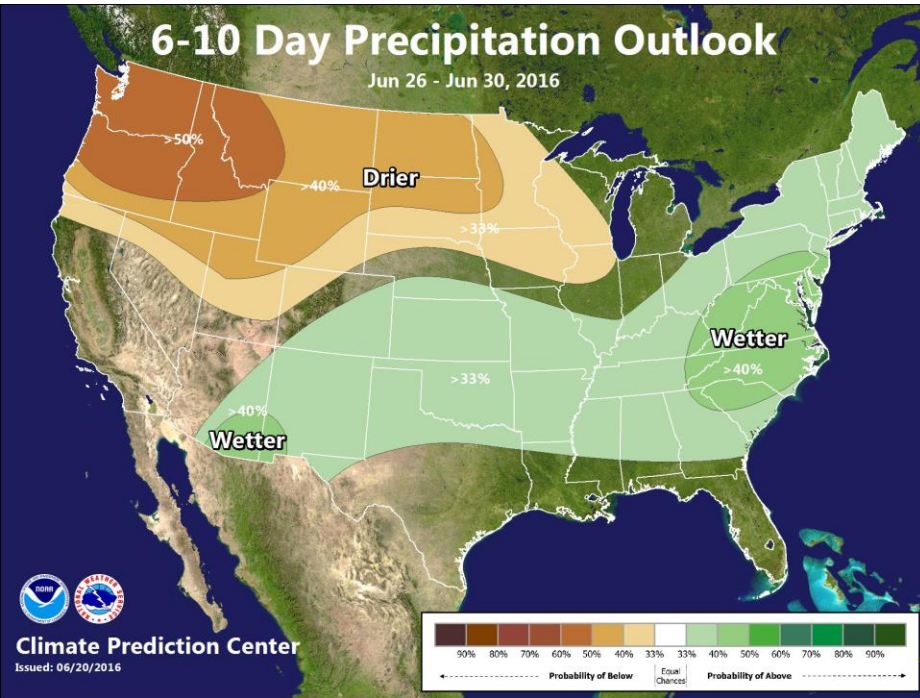 6-10 Day Precipitation Outlook
Jun 26 - Jun 30, 2016
>50%
Drier
>40%
>33%
Wetter
>40%
>33%
>40%
Wetter
NOAA
Climate Prediction Center
Issued: 06/20/2016
90% 80% 70% 60% 50% 40% 33% 33% 40% 50% 60% 70% 80% 90%
Probability of Below
Equal
Chances
Probability of Above